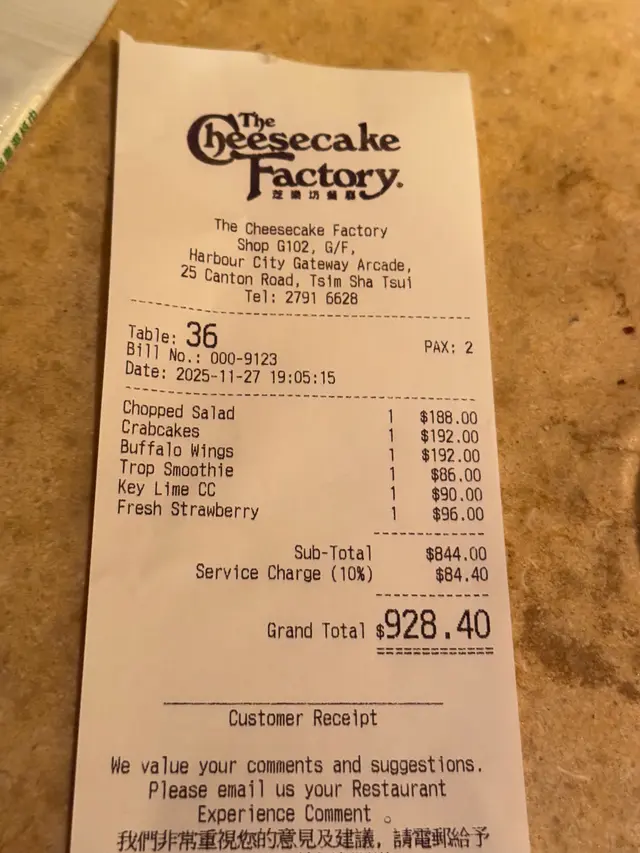 The
Cheesecake
Factory.
芝樂坊餐廳
The Cheesecake Factory
Shop G102, G/F,
Harbour City Gateway Arcade,
25 Canton Road, Tsim Sha Tsui
Tel: 2791 6628
Table: 36 PAX: 2
Bill No.: 000-9123
Date: 2025-11-27 19:05:15
Chopped Salad 1 $188.00
Crabcakes 1 $192.00
Buffalo Wings 1 $192.00
Trop Smoothie 1 $86.00
Key Lime CC 1 $90.00
Fresh Strawberry 1 $96.00
Sub-Total $844.00
Service Charge (10%) $84.40
Grand Total $928.40
Customer Receipt
We value your comments and suggestions.
Please email us your Restaurant
Experience Comment 。
我們非常重視您的意見及建議, 請電郵給予